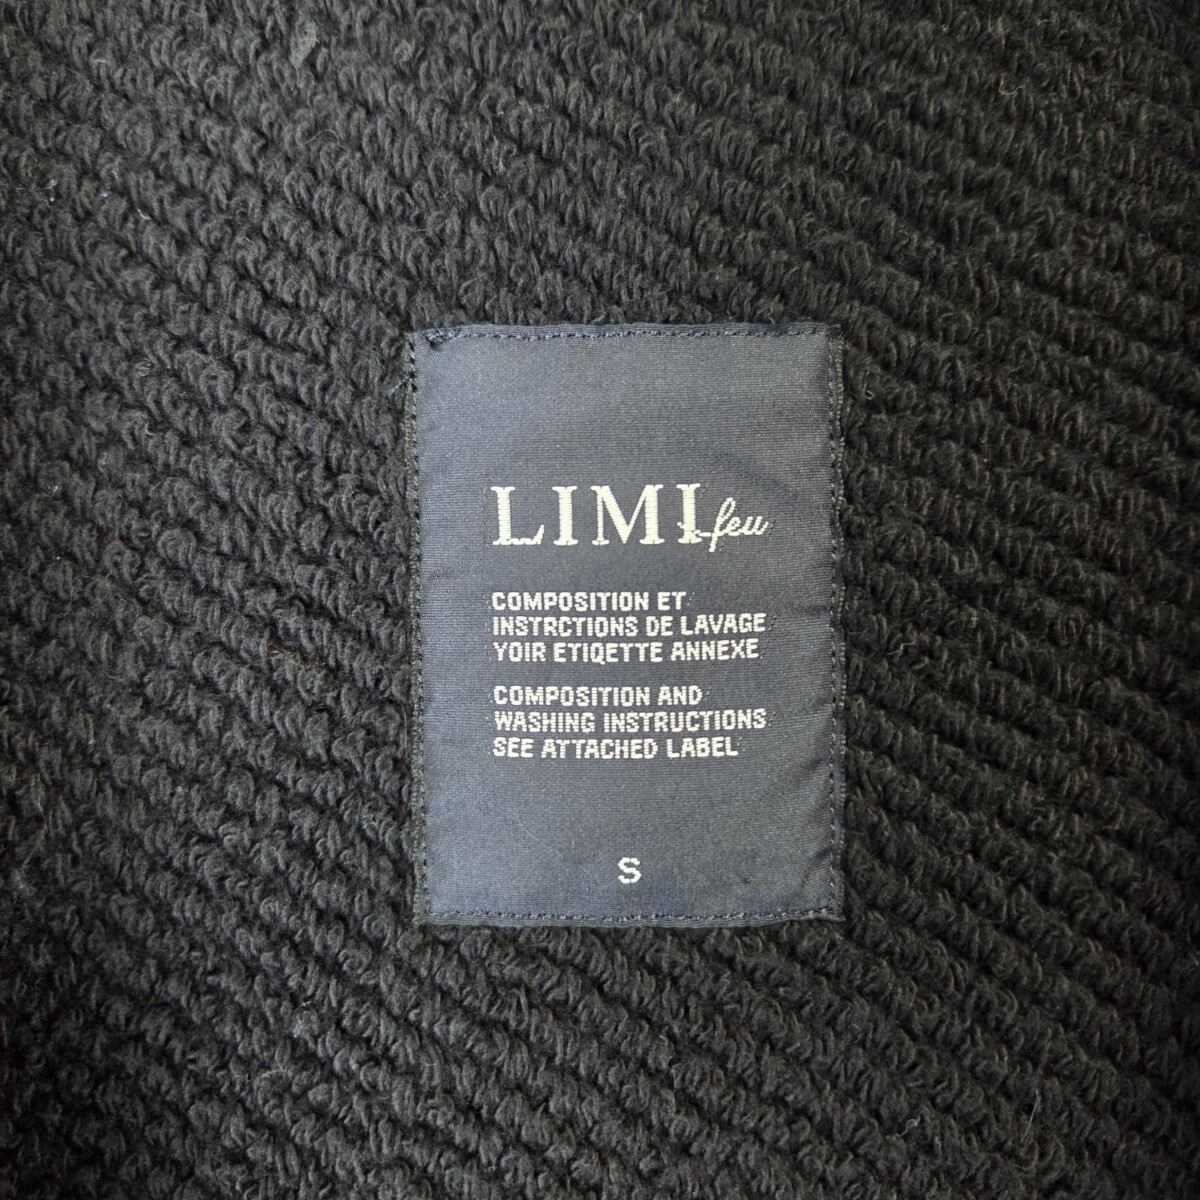 LIMI feu
COMPOSITION ET
INSTRCTIONS DE LAVAGE
YOIR ETIQETTE ANNEXE
COMPOSITION AND
WASHING INSTRUCTIONS
SEE ATTACHED LABEL
S